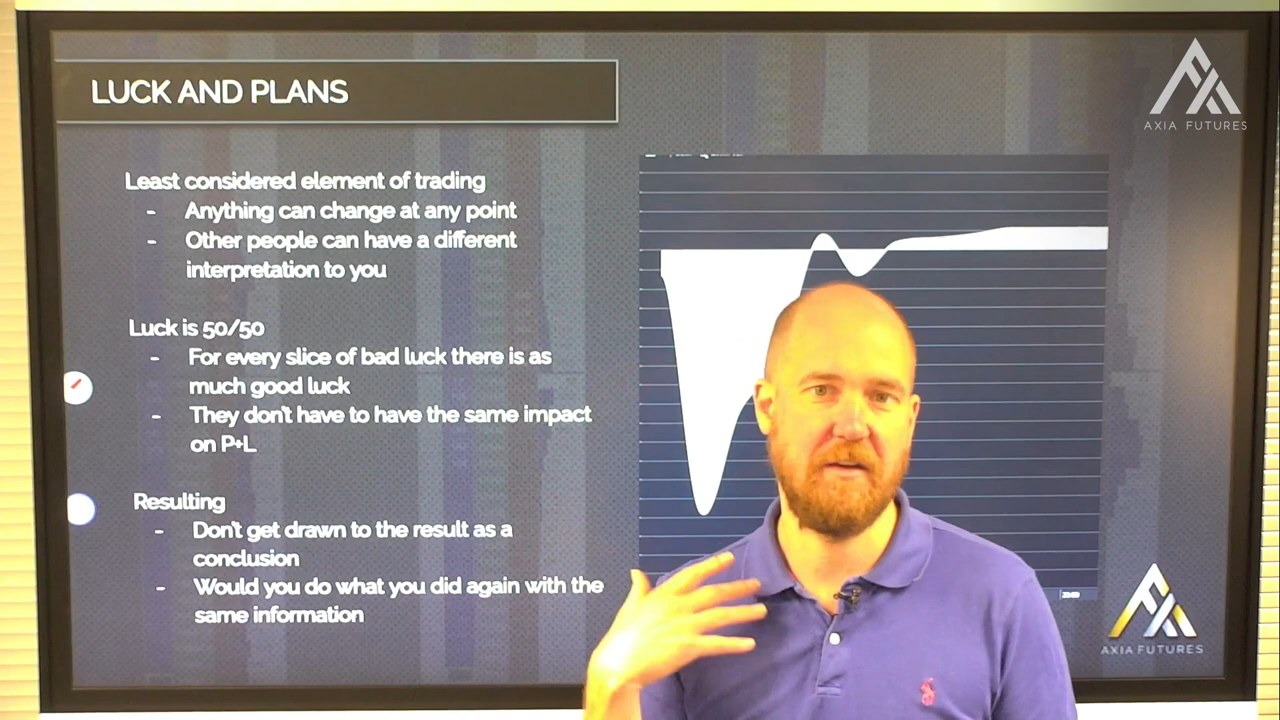 LUCK AND PLANS
AXIA FUTURES
Least considered element of trading
- Anything can change at any point
- Other people can have a different
interpretation to you
Luck is 50/50
- For every slice of bad luck there is as
much good luck
- They don't have to have the same impact
on P+L
Resulting
- Don't get drawn to the result as a
conclusion
- Would you do what you did again with the
same information
AXIA FUTURES